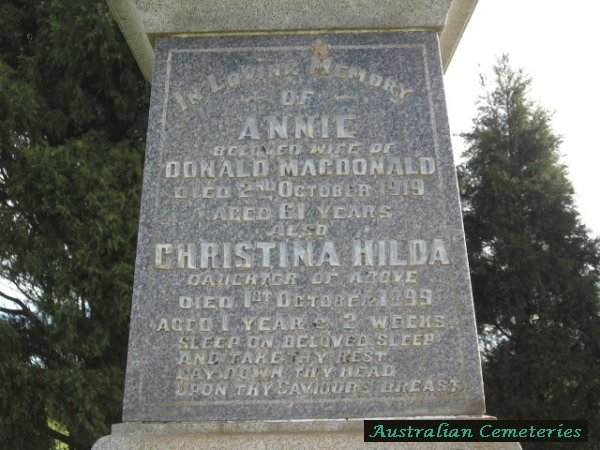 IN LOVING MEMORY
OF
ANNIE
BELOVED WIFE OF
DONALD MACDONALD
DIED 2ND OCTOBER 1919
AGED 61 YEARS
ALSO
CHRISTINA HILDA
DAUGHTER OF ABOVE
DIED 1ST OCTOBER 1899
AGED 1 YEAR & 2 WEEKS
SLEEP ON BELOVED SLEEP
AND TAKE THY REST
LAY DOWN THY HEAD
UPON THY SAVIOURS BREAST
Australian Cemeteries